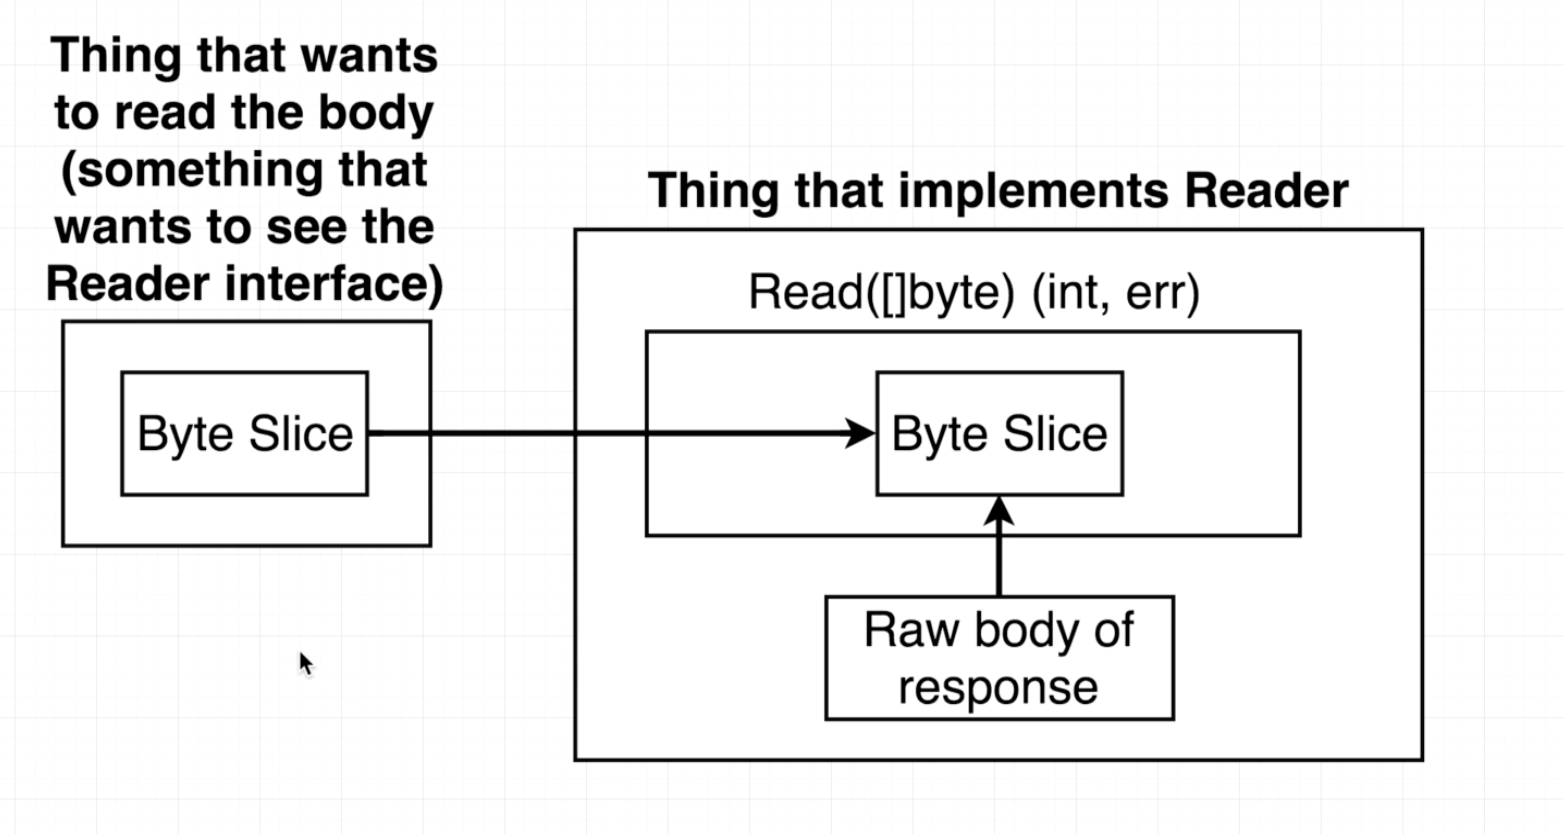 Thing that wants
to read the body
(something that
wants to see the
Reader interface)
Byte Slice
Thing that implements Reader
Read([]byte) (int, err)
Byte Slice
Raw body of
response